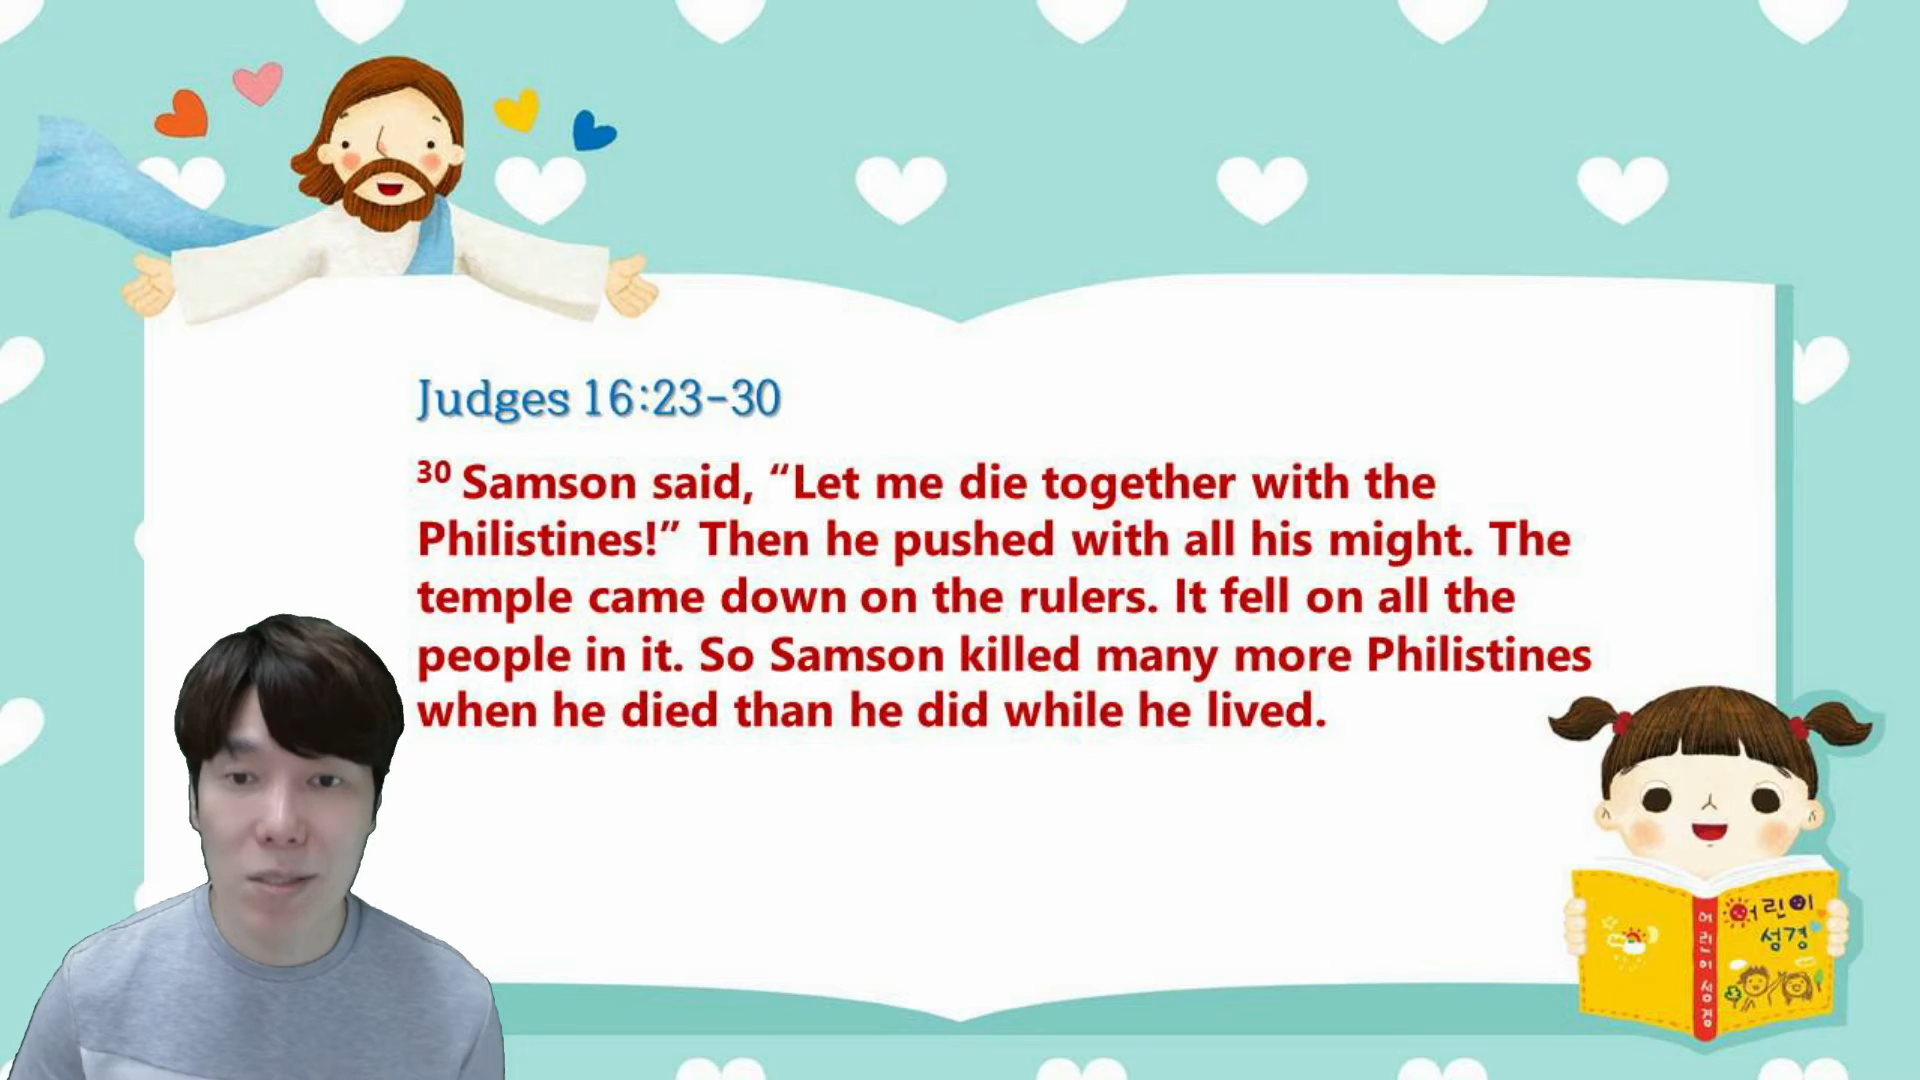 Judges 16:23-30
30 Samson said, “Let me die together with the
Philistines!” Then he pushed with all his might. The
temple came down on the rulers. It fell on all the
people in it. So Samson killed many more Philistines
when he died than he did while he lived.
어린이
성경
어린이 성경